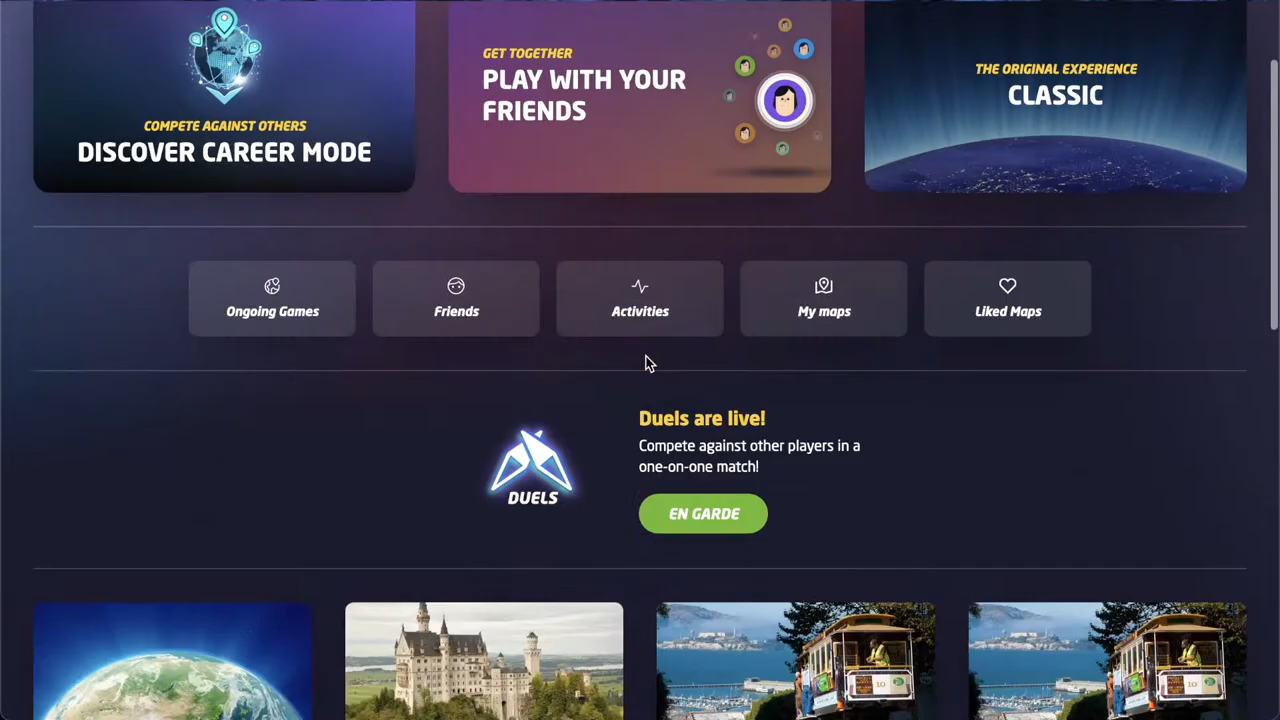 COMPETE AGAINST OTHERS
DISCOVER CAREER MODE
GET TOGETHER
PLAY WITH YOUR
FRIENDS
THE ORIGINAL EXPERIENCE
CLASSIC
Ongoing Games
Friends
Activities
My maps
Liked Maps
DUELS
Duels are live!
Compete against other players in a
one-on-one match!
EN GARDE
10
10